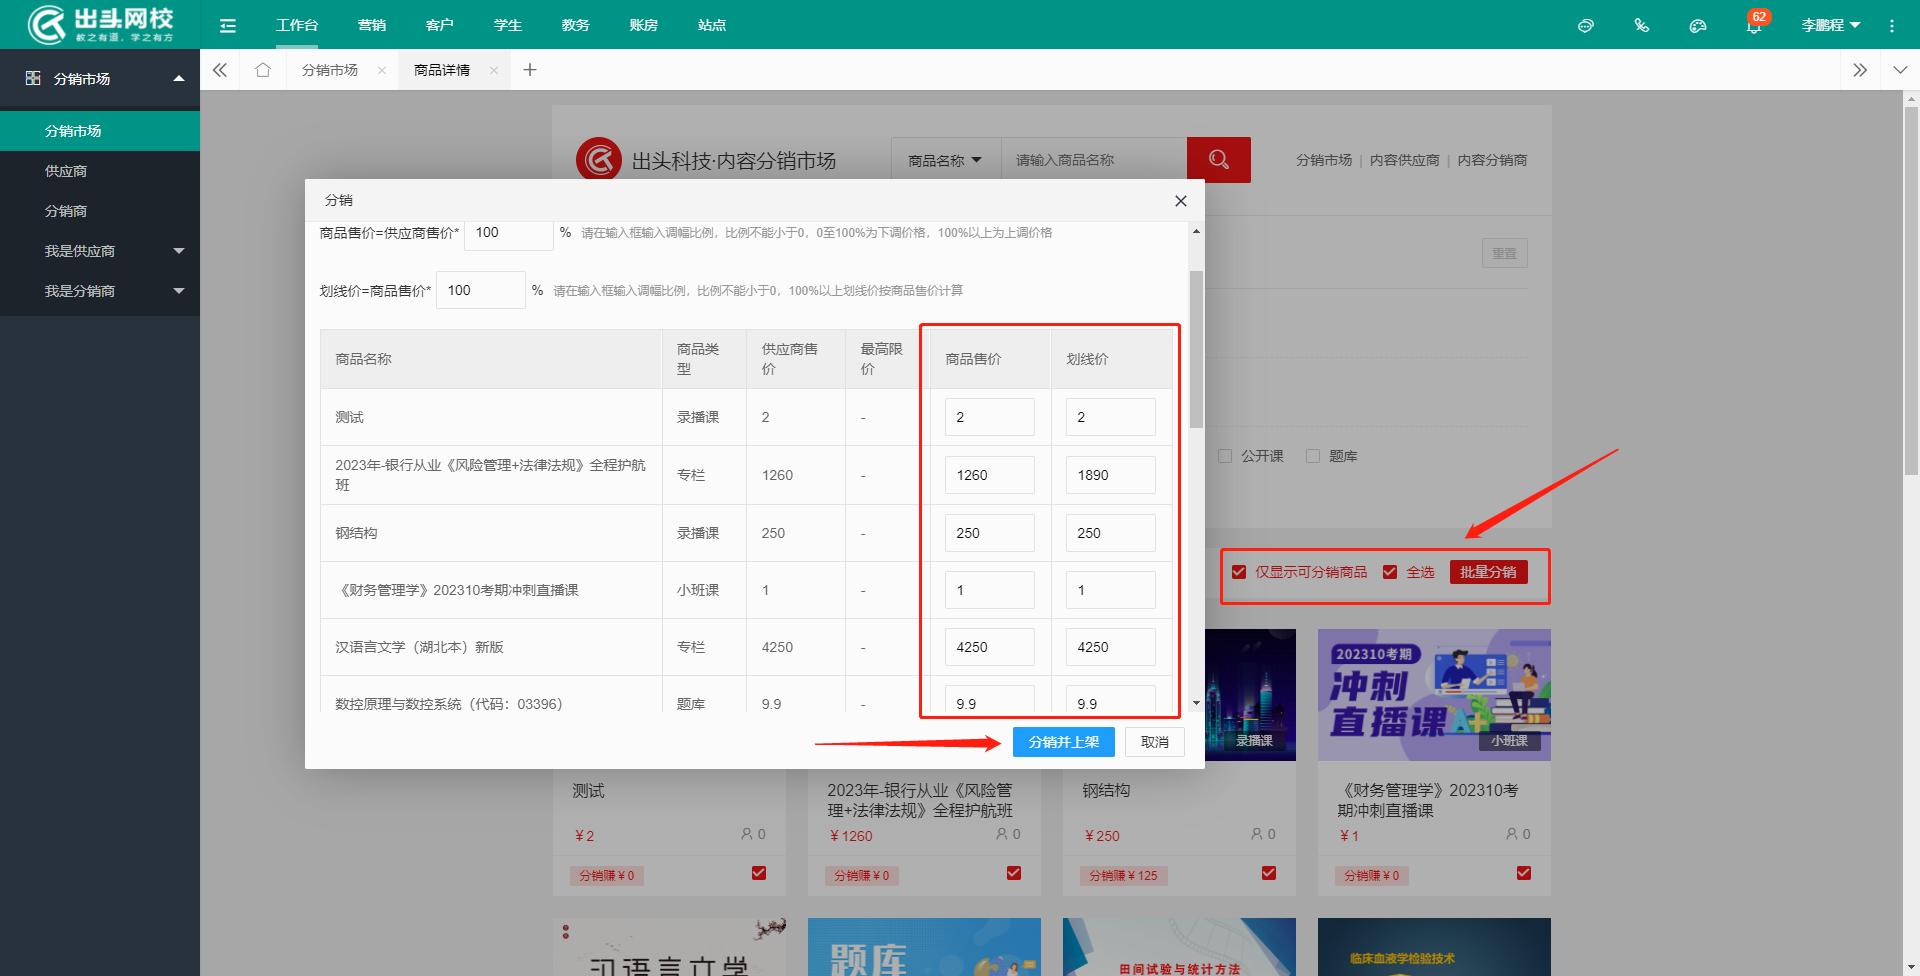 出头网校
教之有道，学之有方
工作台
营销
客户
学生
教务
账房
站点
62
李鹏程
分销市场
分销市场
商品详情
分销市场
供应商
分销商
我是供应商
我是分销商
出头科技·内容分销市场
商品名称
请输入商品名称
分销市场 | 内容供应商 | 内容分销商
重置
公开课
题库
仅显示可分销商品
全选
批量分销
分销
商品售价=供应商售价* 100 % 请在输入框输入调幅比例，比例不能小于0，0至100%为下调价格，100%以上为上调价格
划线价=商品售价* 100 % 请在输入框输入调幅比例，比例不能小于0，100%以上划线价按商品售价计算
商品名称 商品类型 供应商售价 最高限价 商品售价 划线价
测试 录播课 2 - 2 2
2023年-银行从业《风险管理+法律法规》全程护航班 专栏 1260 - 1260 1890
钢结构 录播课 250 - 250 250
《财务管理学》202310考期冲刺直播课 小班课 1 - 1 1
汉语言文学（湖北本）新版 专栏 4250 - 4250 4250
数控原理与数控系统（代码：03396） 题库 9.9 - 9.9 9.9
分销并上架
取消
录播课
202310考期
冲刺
直播课
A+
小班课
测试
¥2
0
分销赚¥0
2023年-银行从业《风险管
理+法律法规》全程护航班
¥1260
0
分销赚¥0
钢结构
¥250
0
分销赚¥125
《财务管理学》202310考
期冲刺直播课
¥1
0
分销赚¥0
汉语言文学
题库
田间试验与统计方法
临床血液学检验技术